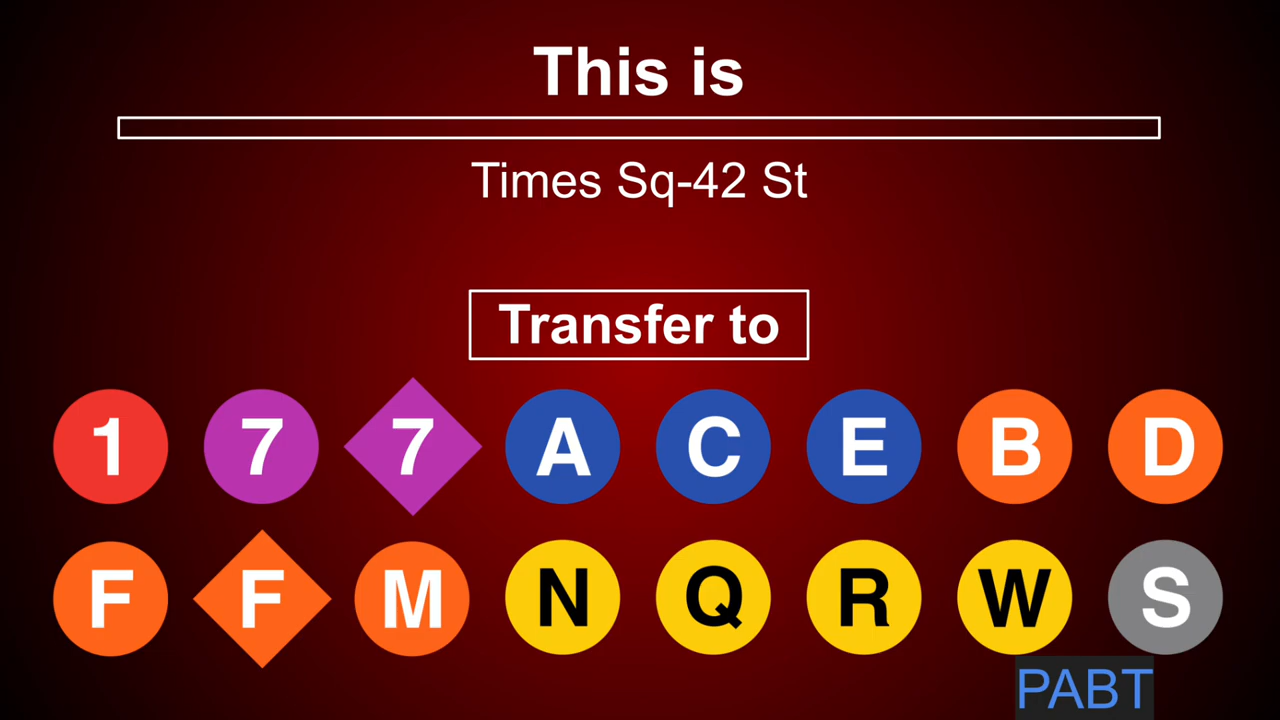 This is
Times Sq-42 St
Transfer to
1 7 7 A C E B D
F F M N Q R W S
PABT